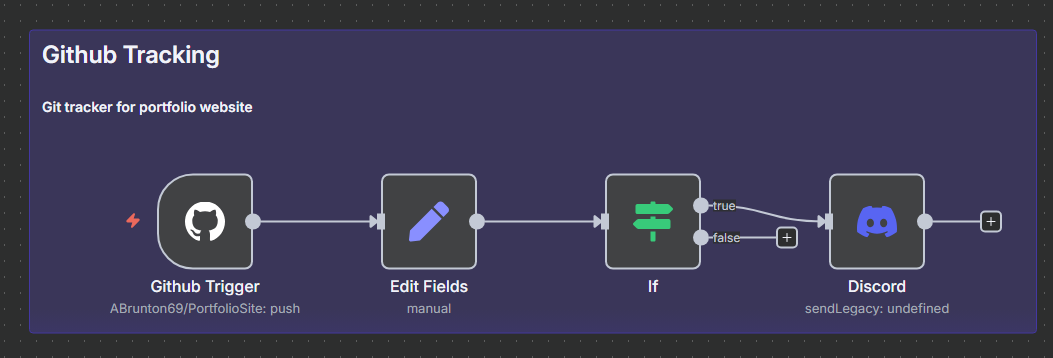 Github Tracking
Git tracker for portfolio website
true
false
Github Trigger
ABrunton69/PortfolioSite: push
Edit Fields
manual
If
Discord
sendLegacy: undefined